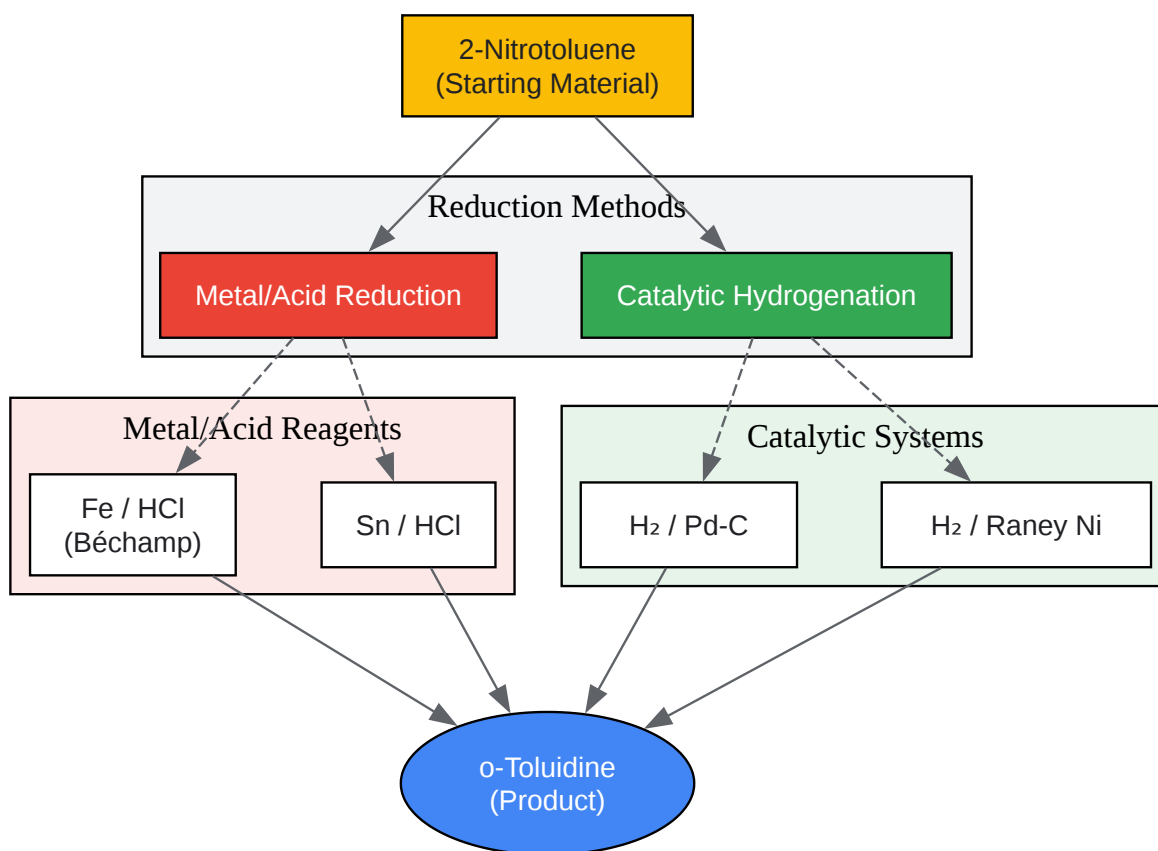 2-Nitrotoluene
(Starting Material)
Reduction Methods
Metal/Acid Reduction
Catalytic Hydrogenation
Metal/Acid Reagents
Catalytic Systems
Fe / HCl
(Béchamp)
Sn / HCl
H₂ / Pd-C
H₂ / Raney Ni
o-Toluidine
(Product)